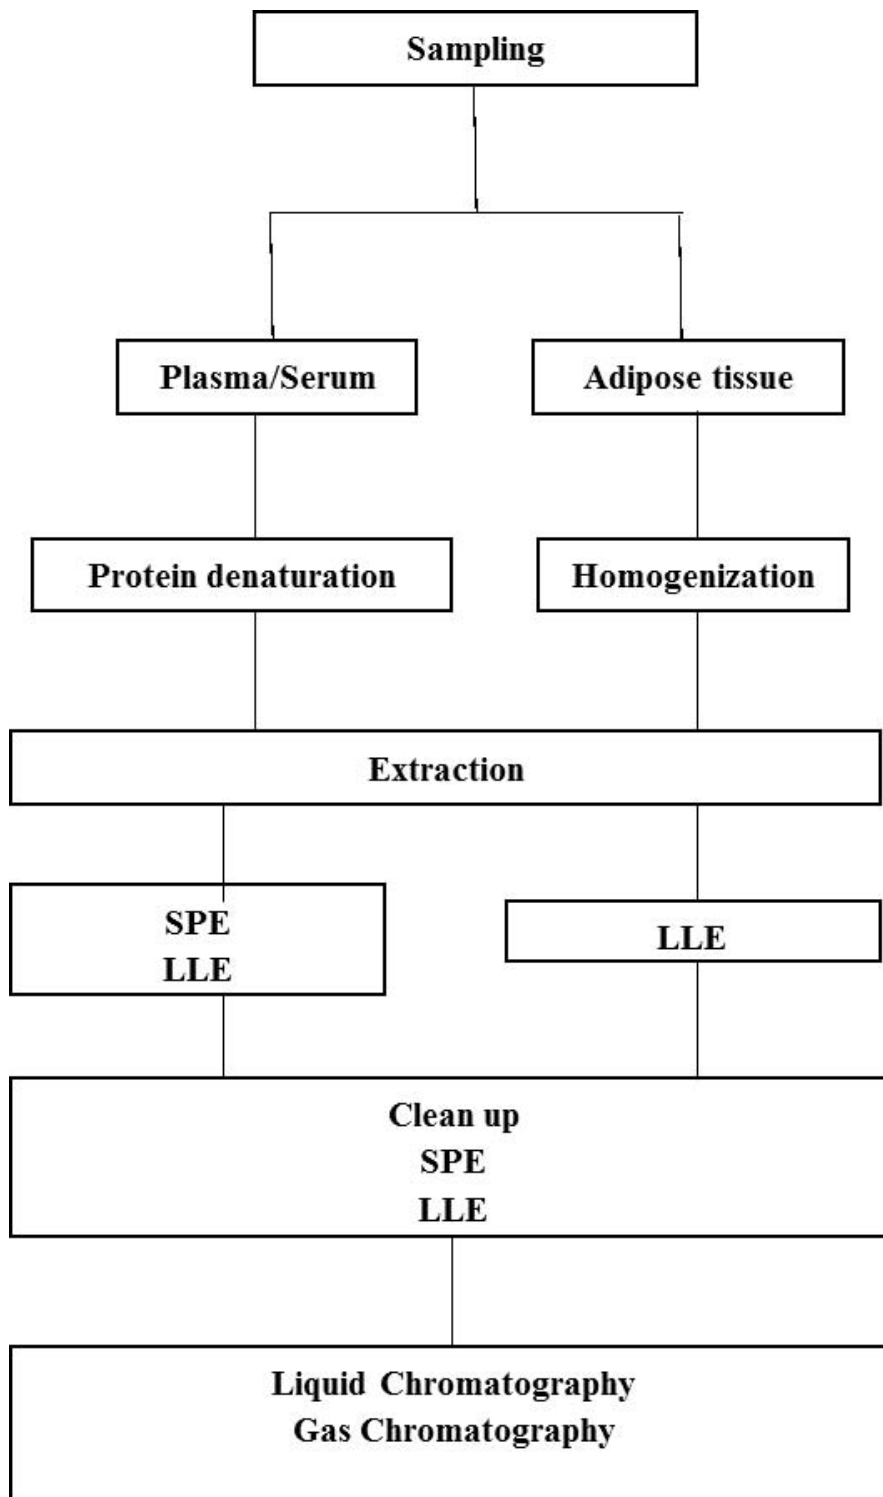 Sampling
Plasma/Serum
Adipose tissue
Protein denaturation
Homogenization
Extraction
SPE
LLE
LLE
Clean up
SPE
LLE
Liquid Chromatography
Gas Chromatography